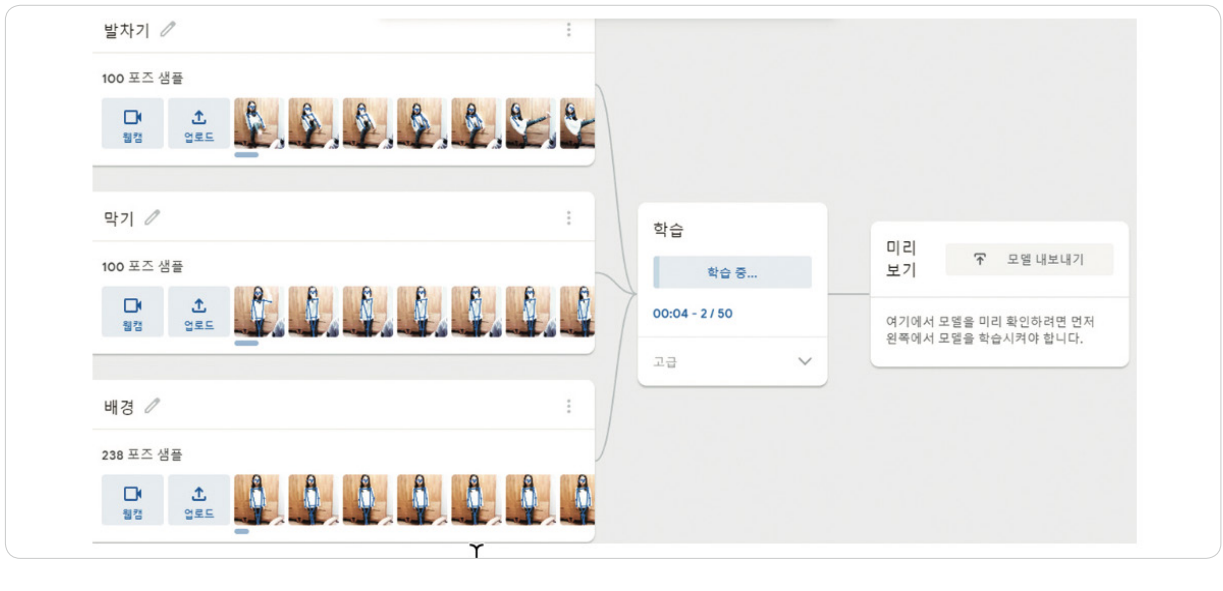 발차기
100 포즈 샘플
웹캠
업로드
막기
100 포즈 샘플
웹캠
업로드
배경
238 포즈 샘플
웹캠
업로드
학습
학습 중...
00:04 - 2 / 50
고급
미리
보기
모델 내보내기
여기에서 모델을 미리 확인하려면 먼저
왼쪽에서 모델을 학습시켜야 합니다.